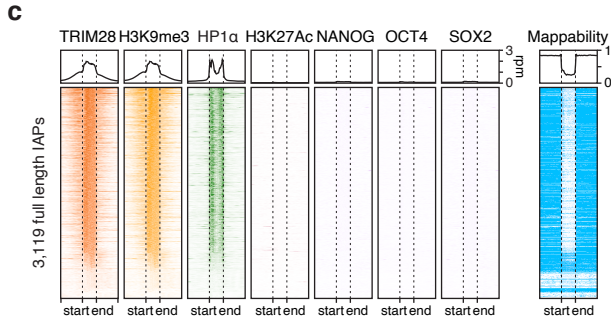 c
TRIM28 H3K9me3 HP1α H3K27Ac NANOG OCT4 SOX2 Mappability
3 1
rpm
0 0
3,119 full length IAPs
start end start end start end start end start end start end start end start end